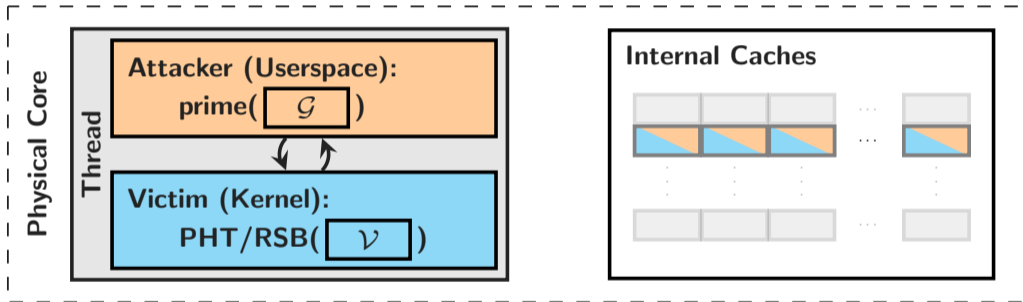 Physical Core
Thread
Attacker (Userspace):
prime( 𝒢 )
Victim (Kernel):
PHT/RSB( 𝒱 )
Internal Caches
...
...
...